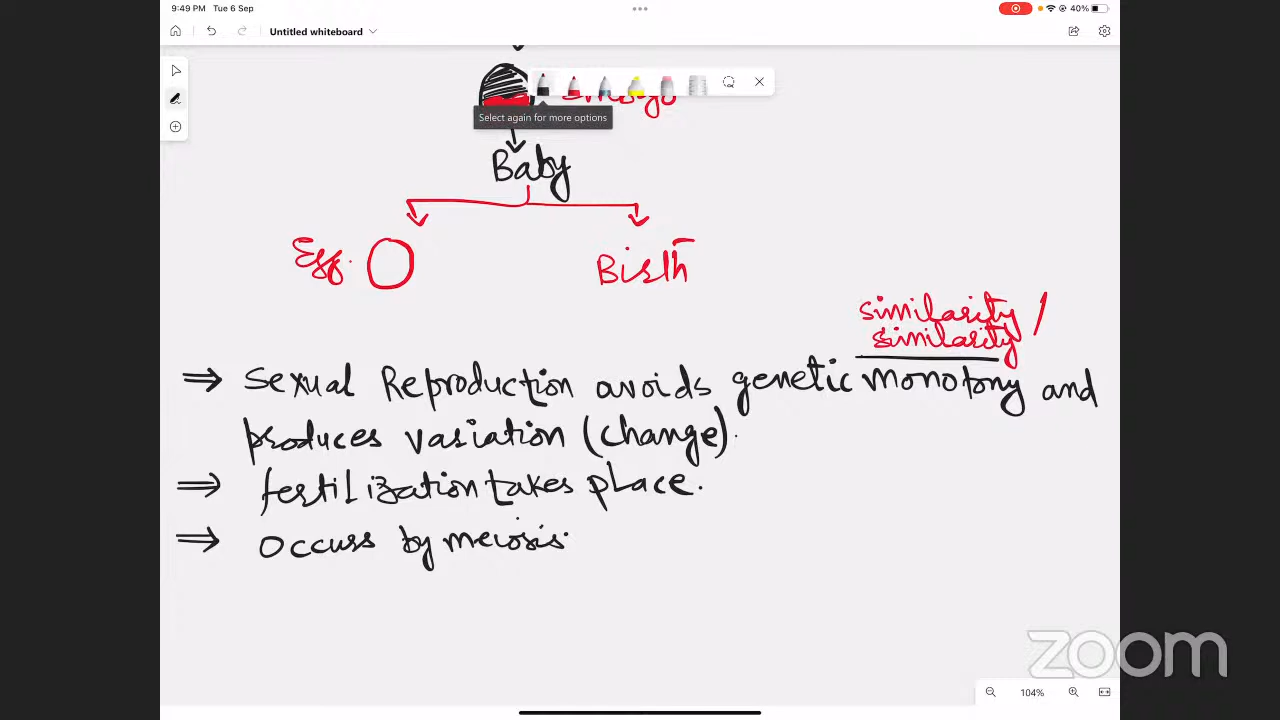 9:49 PM Tue 6 Sep
40%
Untitled whiteboard
Select again for more options
Baby
Egg.
Birth
similarity /
similarity
⇒ Sexual Reproduction avoids genetic monotony and
produces variation (change).
⇒ fertilization takes place.
⇒ Occurs by meiosis.
zoom
104%